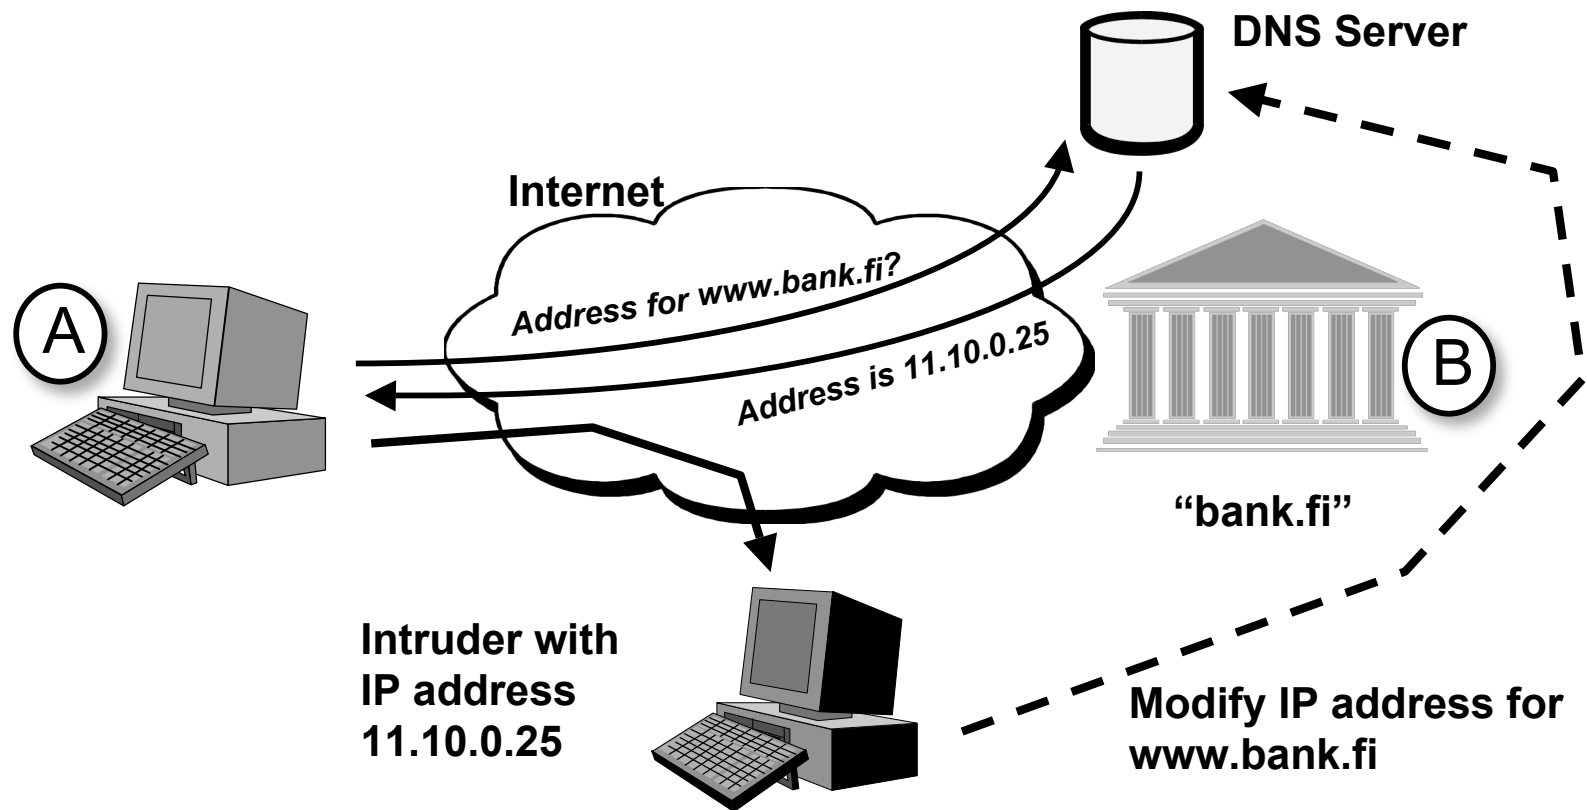 DNS Server
Internet
Address for www.bank.fi?
A
Address is 11.10.0.25
B
“bank.fi”
Intruder with
IP address
11.10.0.25
Modify IP address for
www.bank.fi